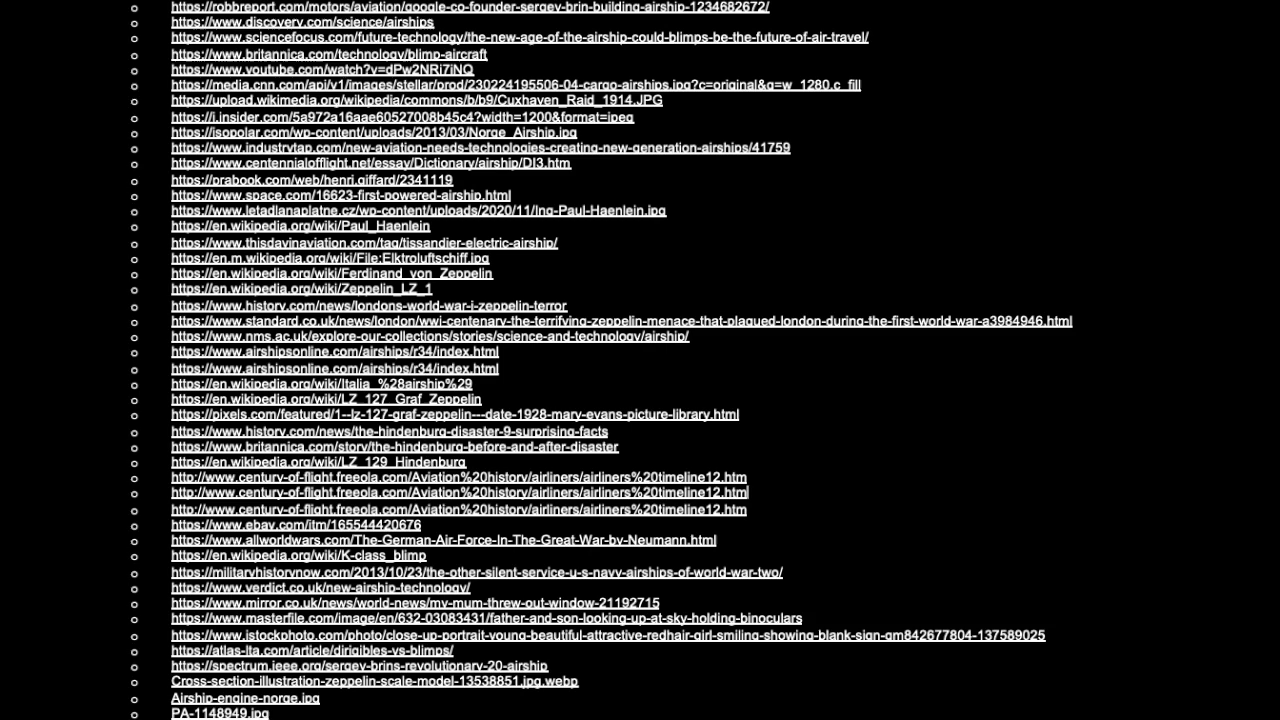 https://robbreport.com/motors/aviation/google-co-founder-sergey-brin-building-airship-1234682672/
https://www.discovery.com/science/airships
https://www.sciencefocus.com/future-technology/the-new-age-of-the-airship-could-blimps-be-the-future-of-air-travel/
https://www.britannica.com/technology/blimp-aircraft
https://www.youtube.com/watch?v=dPw2NRi7iNQ
https://media.cnn.com/api/v1/images/stellar/prod/230224195506-04-cargo-airships.jpg?c=original&q=w_1280,c_fill
https://upload.wikimedia.org/wikipedia/commons/b/b9/Cuxhaven_Raid_1914.JPG
https://i.insider.com/5a972a16aae60527008b45c4?width=1200&format=jpeg
https://isopolar.com/wp-content/uploads/2013/03/Norge_Airship.jpg
https://www.industrytap.com/new-aviation-needs-technologies-creating-new-generation-airships/41759
https://www.centennialofflight.net/essay/Dictionary/airship/DI3.htm
https://prabook.com/web/henri.giffard/2341119
https://www.space.com/16623-first-powered-airship.html
https://www.letadlanaplatne.cz/wp-content/uploads/2020/11/Ing-Paul-Haenlein.jpg
https://en.wikipedia.org/wiki/Paul_Haenlein
https://www.thisdayinaviation.com/tag/tissandier-electric-airship/
https://en.m.wikipedia.org/wiki/File:Elktroluftschiff.jpg
https://en.wikipedia.org/wiki/Ferdinand_von_Zeppelin
https://en.wikipedia.org/wiki/Zeppelin_LZ_1
https://www.history.com/news/londons-world-war-i-zeppelin-terror
https://www.standard.co.uk/news/london/wwi-centenary-the-terrifying-zeppelin-menace-that-plagued-london-during-the-first-world-war-a3984946.html
https://www.nms.ac.uk/explore-our-collections/stories/science-and-technology/airship/
https://www.airshipsonline.com/airships/r34/index.html
https://www.airshipsonline.com/airships/r34/index.html
https://en.wikipedia.org/wiki/Italia_%28airship%29
https://en.wikipedia.org/wiki/LZ_127_Graf_Zeppelin
https://pixels.com/featured/1--lz-127-graf-zeppelin---date-1928-mary-evans-picture-library.html
https://www.history.com/news/the-hindenburg-disaster-9-surprising-facts
https://www.britannica.com/story/the-hindenburg-before-and-after-disaster
https://en.wikipedia.org/wiki/LZ_129_Hindenburg
http://www.century-of-flight.freeola.com/Aviation%20history/airliners/airliners%20timeline12.htm
http://www.century-of-flight.freeola.com/Aviation%20history/airliners/airliners%20timeline12.htm
http://www.century-of-flight.freeola.com/Aviation%20history/airliners/airliners%20timeline12.htm
https://www.ebay.com/itm/165544420676
https://www.allworldwars.com/The-German-Air-Force-In-The-Great-War-by-Neumann.html
https://en.wikipedia.org/wiki/K-class_blimp
https://militaryhistorynow.com/2013/10/23/the-other-silent-service-u-s-navy-airships-of-world-war-two/
https://www.verdict.co.uk/new-airship-technology/
https://www.mirror.co.uk/news/world-news/my-mum-threw-out-window-21192715
https://www.masterfile.com/image/en/632-03083431/father-and-son-looking-up-at-sky-holding-binoculars
https://www.istockphoto.com/photo/close-up-portrait-young-beautiful-attractive-redhair-girl-smiling-showing-blank-sign-gm842677804-137589025
https://atlas-lta.com/article/dirigibles-vs-blimps/
https://spectrum.ieee.org/sergey-brins-revolutionary-20-airship
Cross-section-illustration-zeppelin-scale-model-13538851.jpg.webp
Airship-engine-norge.jpg
PA-1148949.jpg